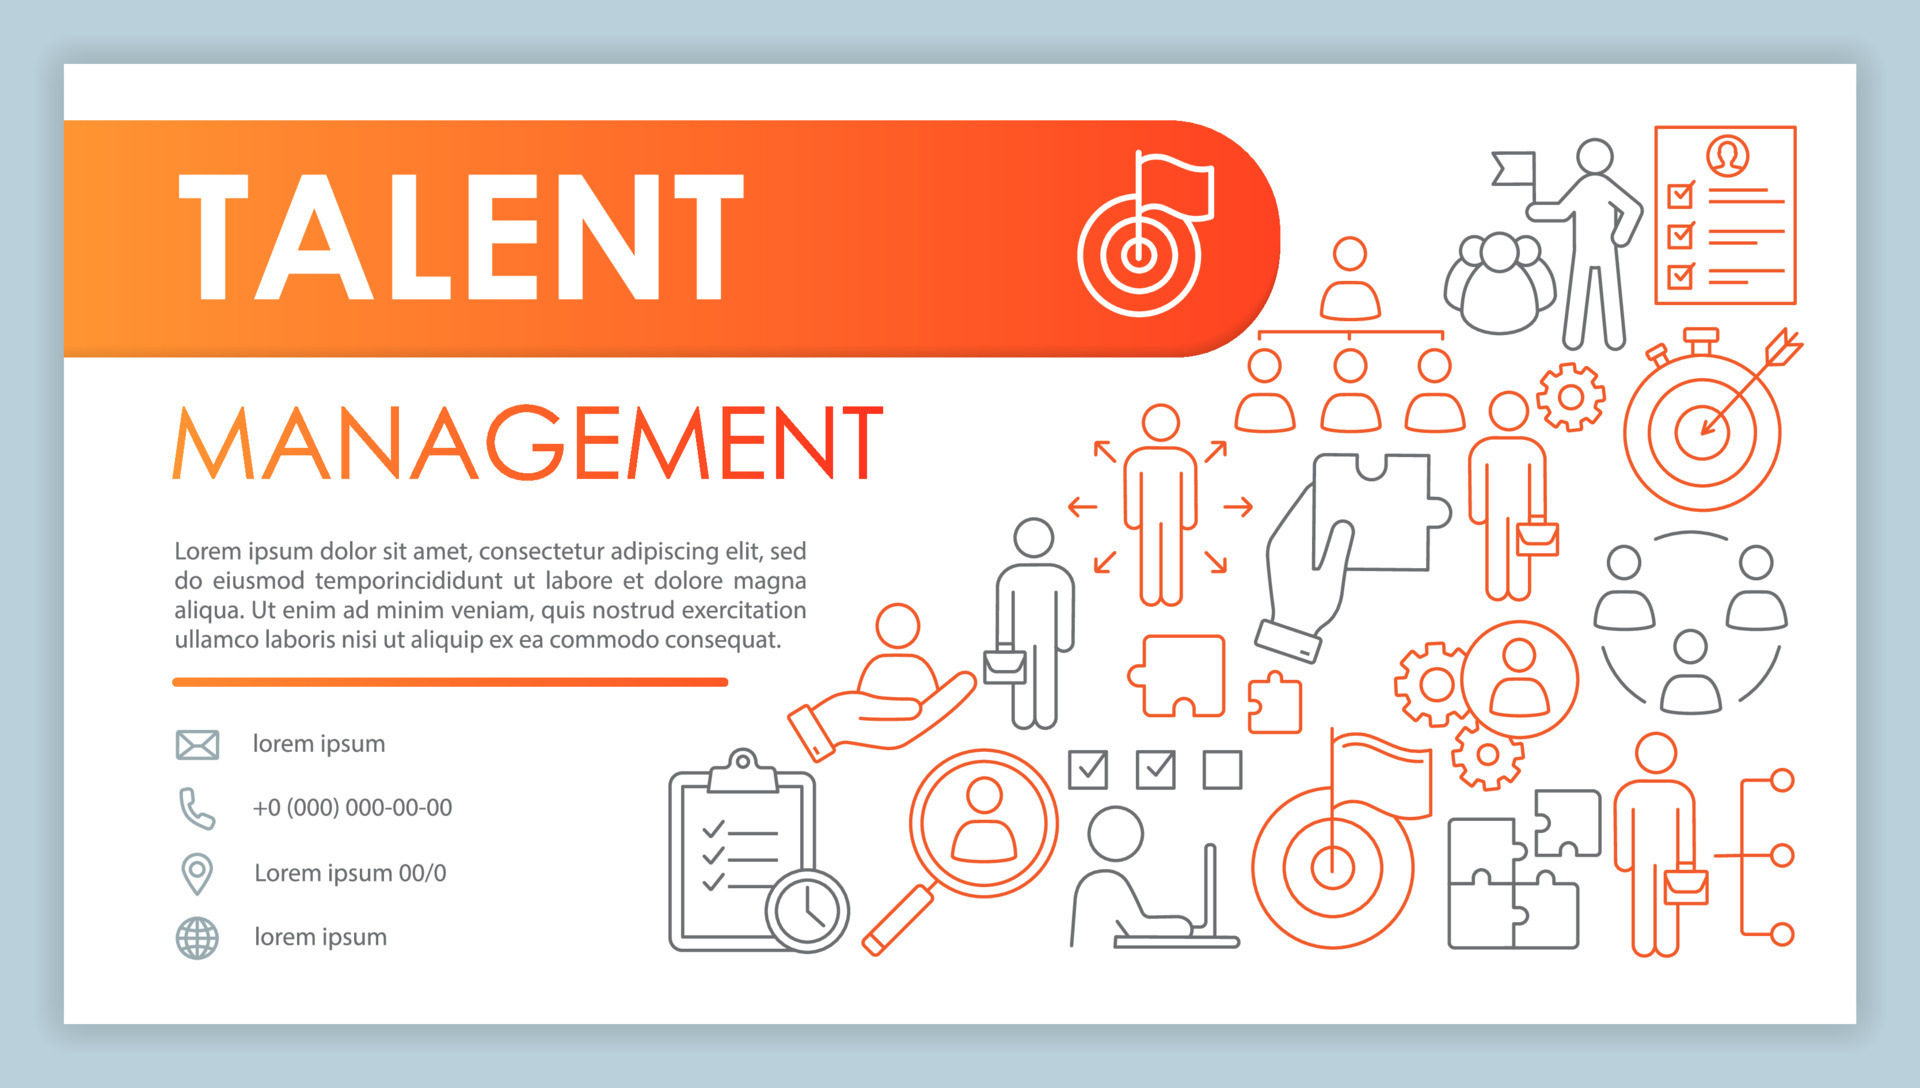 TALENT
MANAGEMENT
Lorem ipsum dolor sit amet, consectetur adipiscing elit, sed
do eiusmod temporincididunt ut labore et dolore magna
aliqua. Ut enim ad minim veniam, quis nostrud exercitation
ullamco laboris nisi ut aliquip ex ea commodo consequat.
lorem ipsum
+0 (000) 000-00-00
Lorem ipsum 00/0
lorem ipsum